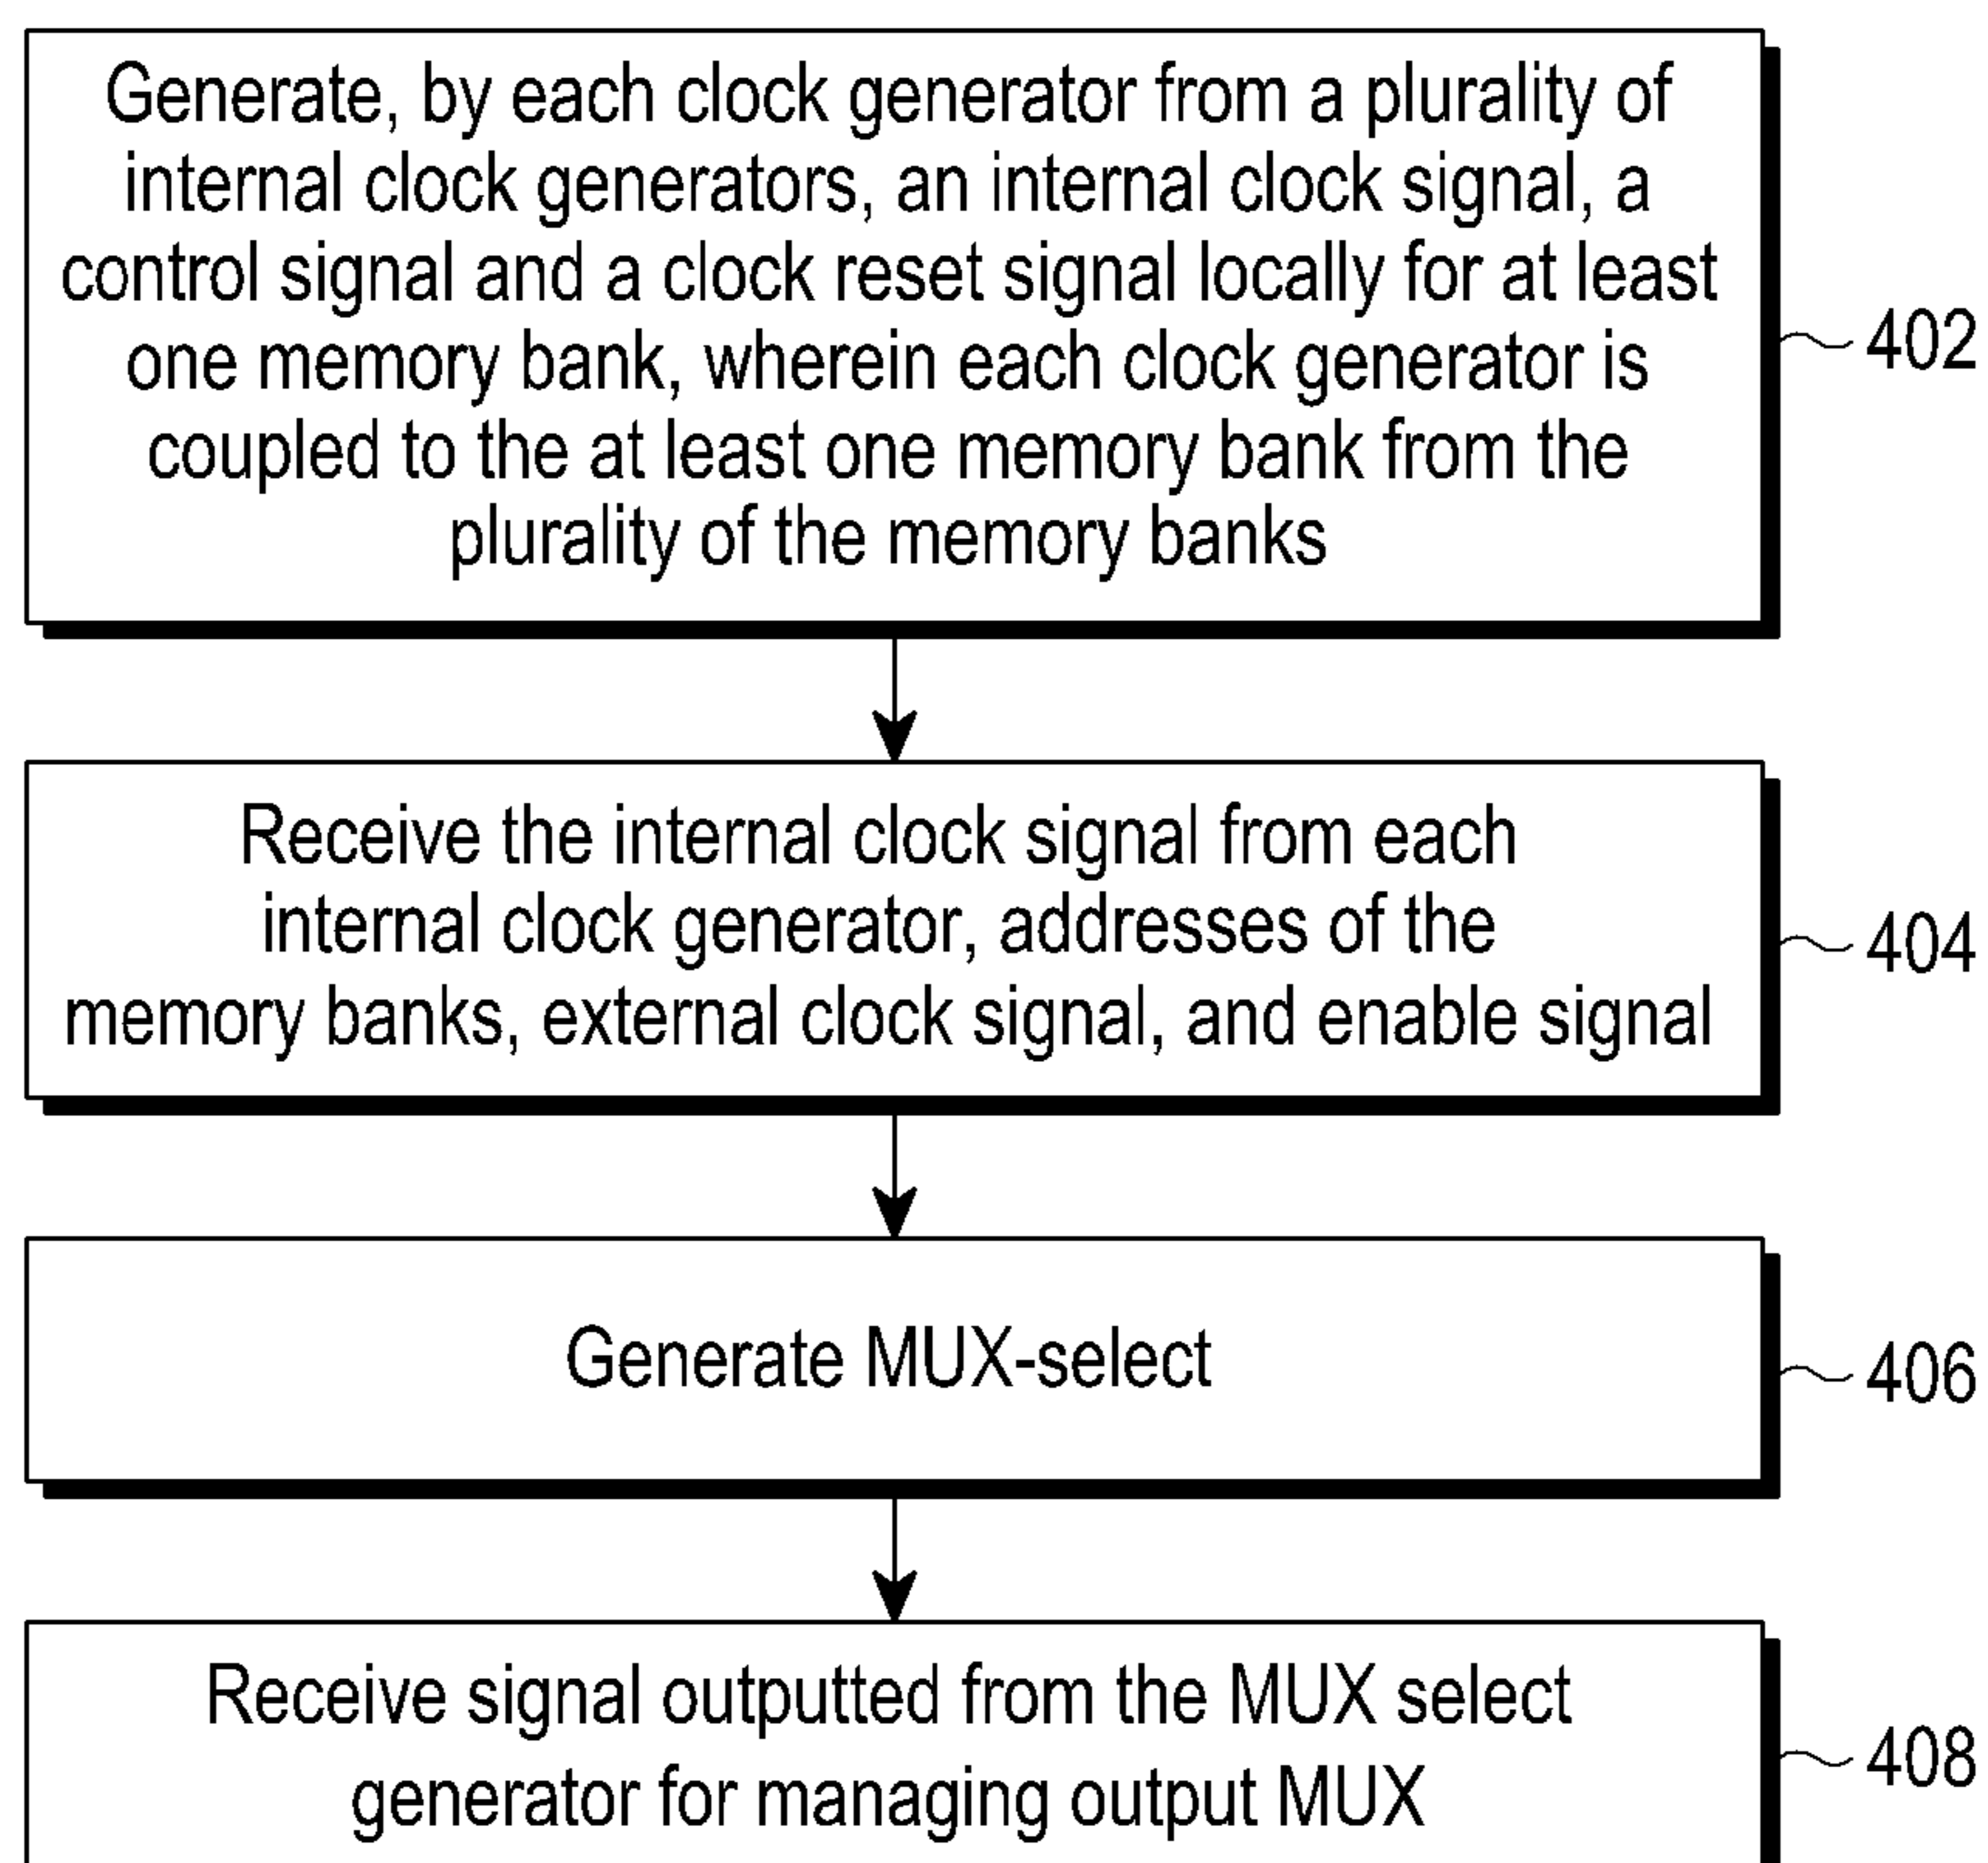 Generate, by each clock generator from a plurality of
internal clock generators, an internal clock signal, a
control signal and a clock reset signal locally for at least
one memory bank, wherein each clock generator is
coupled to the at least one memory bank from the
plurality of the memory banks
402
Receive the internal clock signal from each
internal clock generator, addresses of the
memory banks, external clock signal, and enable signal
404
Generate MUX-select
406
Receive signal outputted from the MUX select
generator for managing output MUX
408